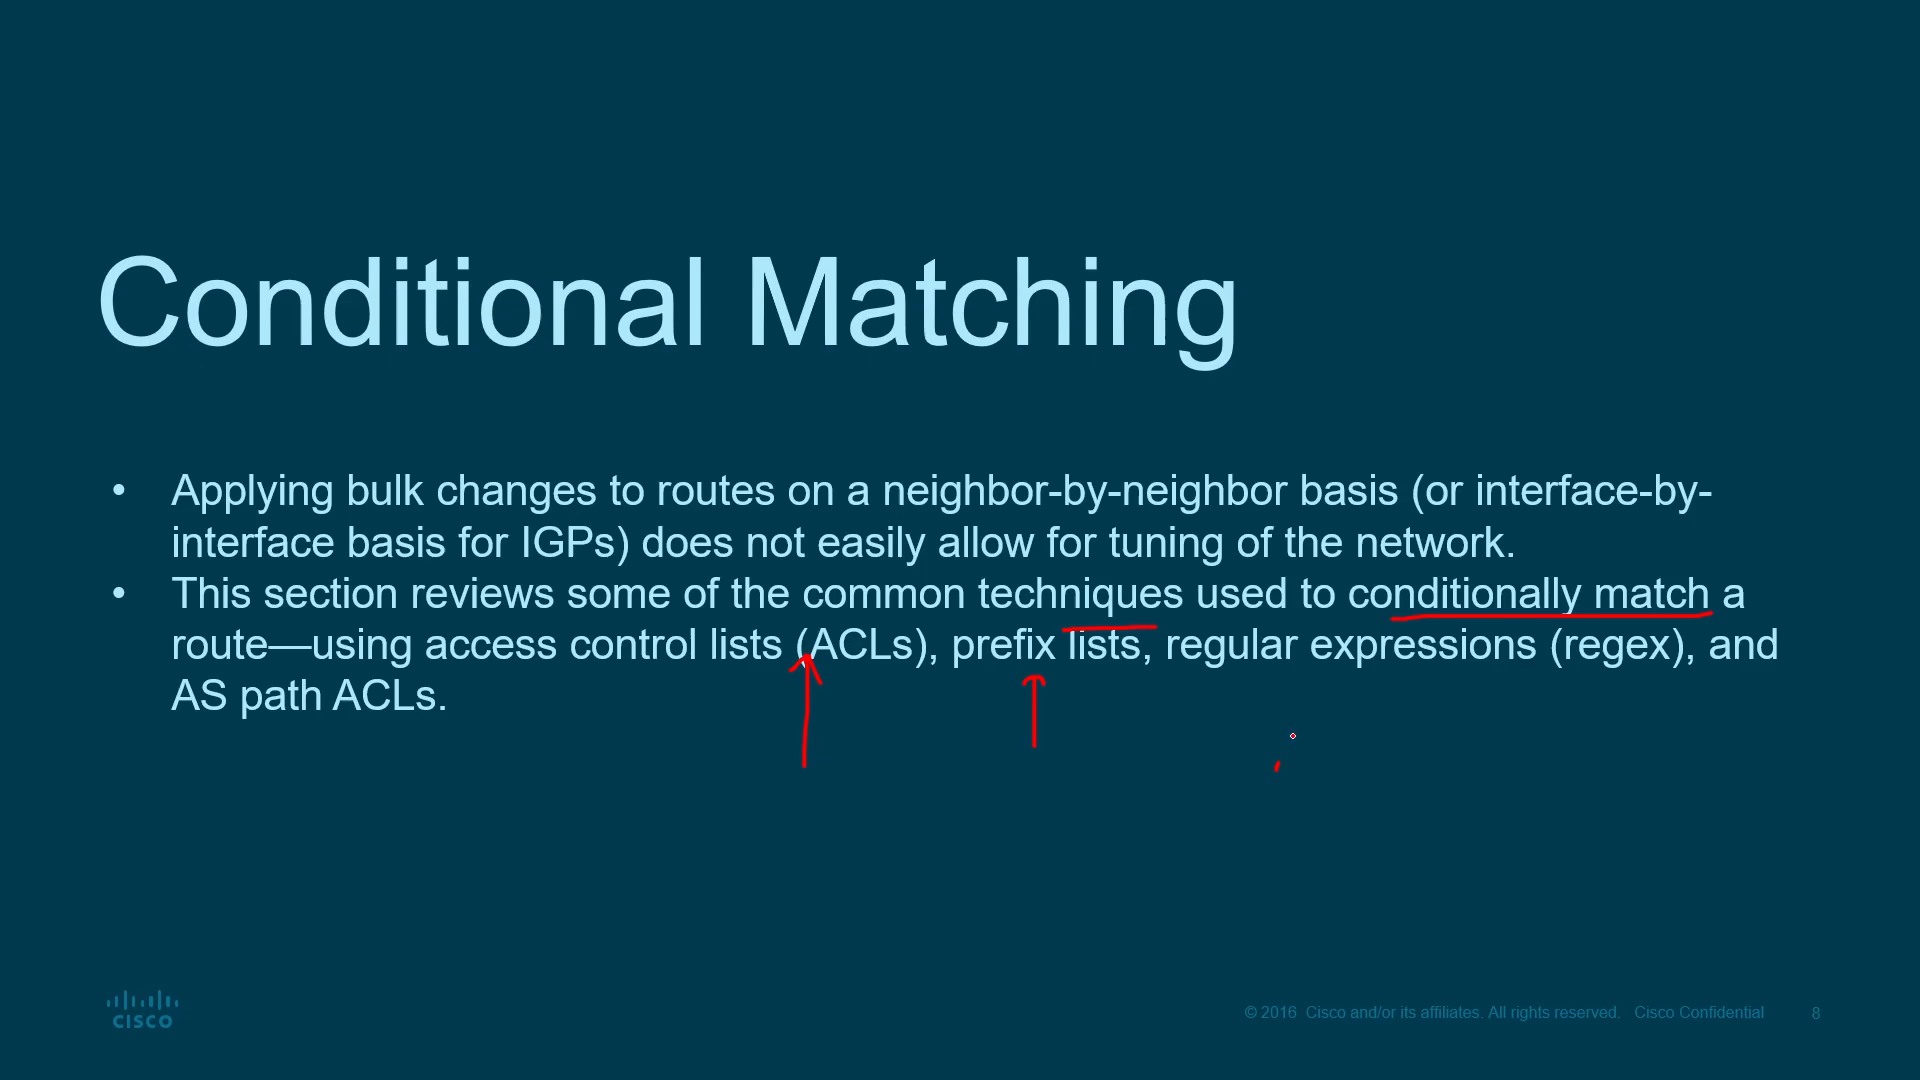 Conditional Matching
• Applying bulk changes to routes on a neighbor-by-neighbor basis (or interface-by-
interface basis for IGPs) does not easily allow for tuning of the network.
• This section reviews some of the common techniques used to conditionally match a
route—using access control lists (ACLs), prefix lists, regular expressions (regex), and
AS path ACLs.
CISCO
© 2016 Cisco and/or its affiliates. All rights reserved. Cisco Confidential 8